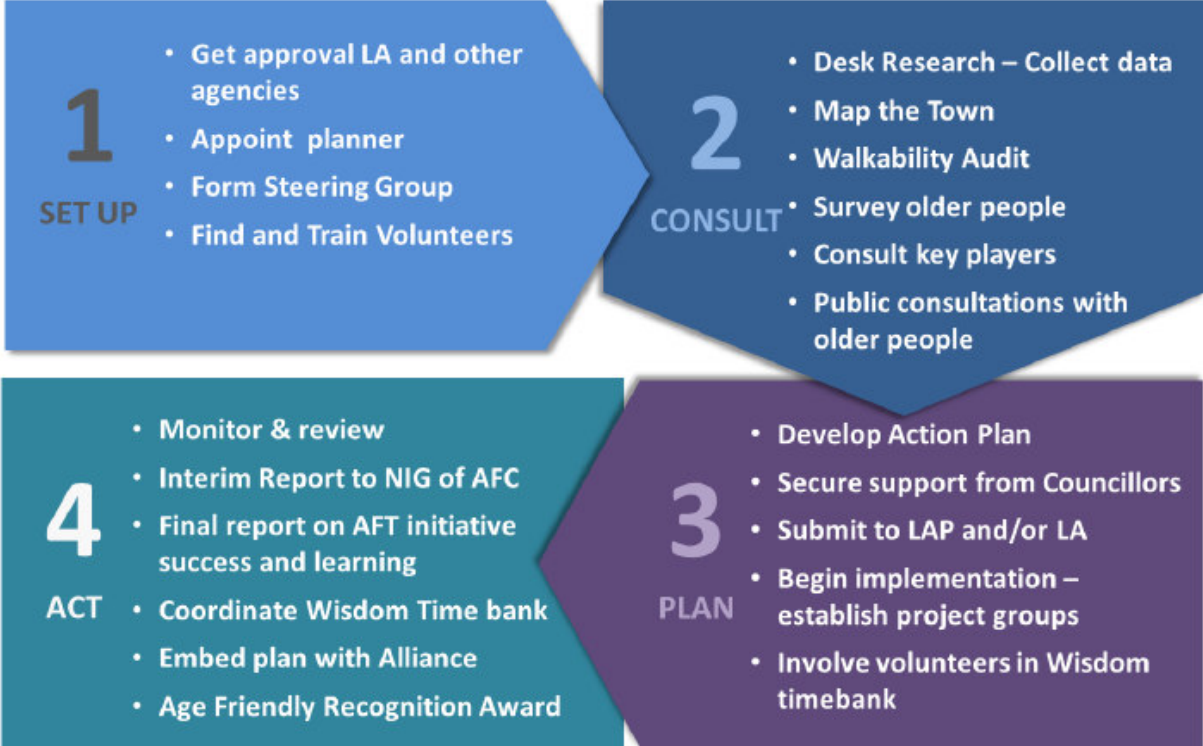 1
SET UP
• Get approval LA and other
agencies
• Appoint planner
• Form Steering Group
• Find and Train Volunteers
2
CONSULT
• Desk Research – Collect data
• Map the Town
• Walkability Audit
• Survey older people
• Consult key players
• Public consultations with
older people
3
PLAN
• Develop Action Plan
• Secure support from Councillors
• Submit to LAP and/or LA
• Begin implementation –
establish project groups
• Involve volunteers in Wisdom
timebank
4
ACT
• Monitor & review
• Interim Report to NIG of AFC
• Final report on AFT initiative
success and learning
• Coordinate Wisdom Time bank
• Embed plan with Alliance
• Age Friendly Recognition Award